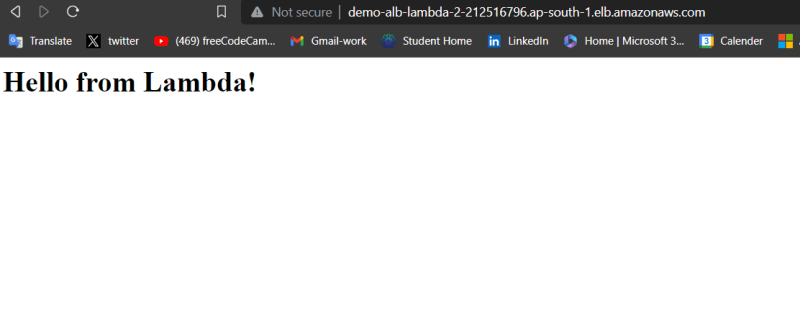 Not secure | demo-alb-lambda-2-212516796.ap-south-1.elb.amazonaws.com
Translate twitter (469) freeCodeCam... Gmail-work Student Home LinkedIn Home | Microsoft 3... Calender
Hello from Lambda!